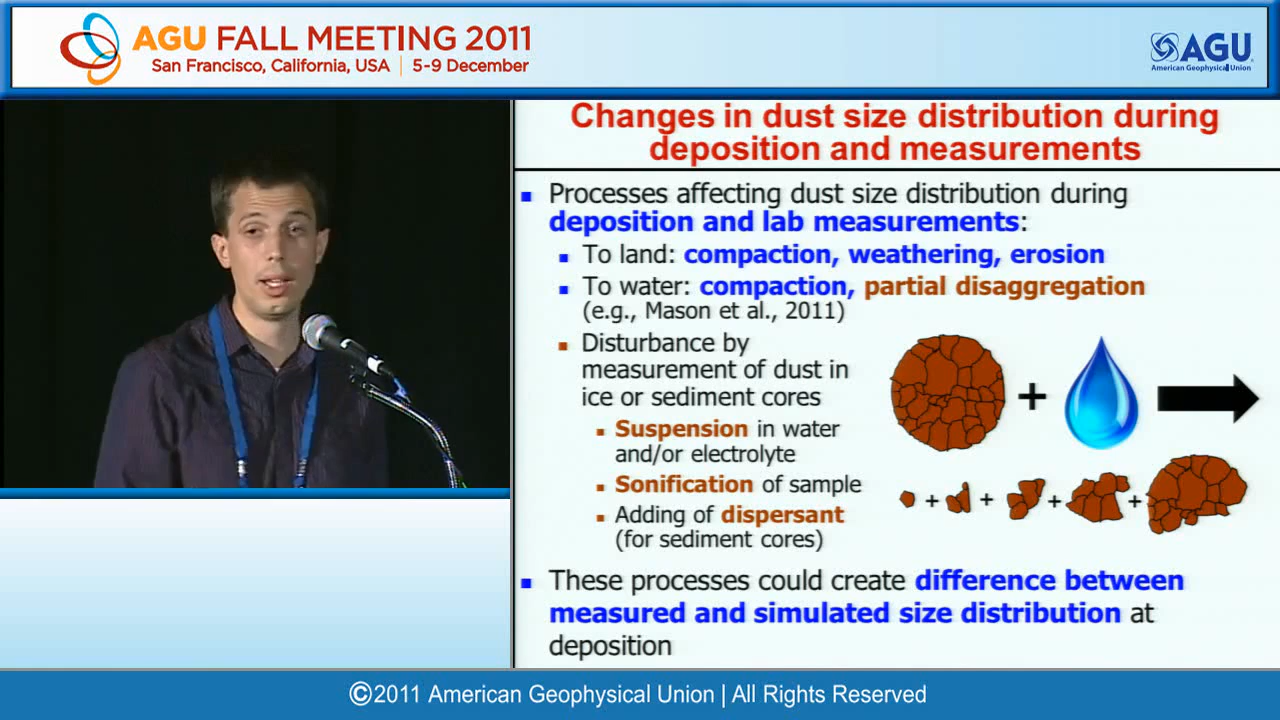 AGU FALL MEETING 2011
San Francisco, California, USA | 5-9 December
AGU
American Geophysical Union
Changes in dust size distribution during
deposition and measurements
Processes affecting dust size distribution during
deposition and lab measurements:
To land: compaction, weathering, erosion
To water: compaction, partial disaggregation
(e.g., Mason et al., 2011)
Disturbance by
measurement of dust in
ice or sediment cores
Suspension in water
and/or electrolyte
Sonification of sample
Adding of dispersant
(for sediment cores)
+
+ + + +
These processes could create difference between
measured and simulated size distribution at
deposition
©2011 American Geophysical Union | All Rights Reserved